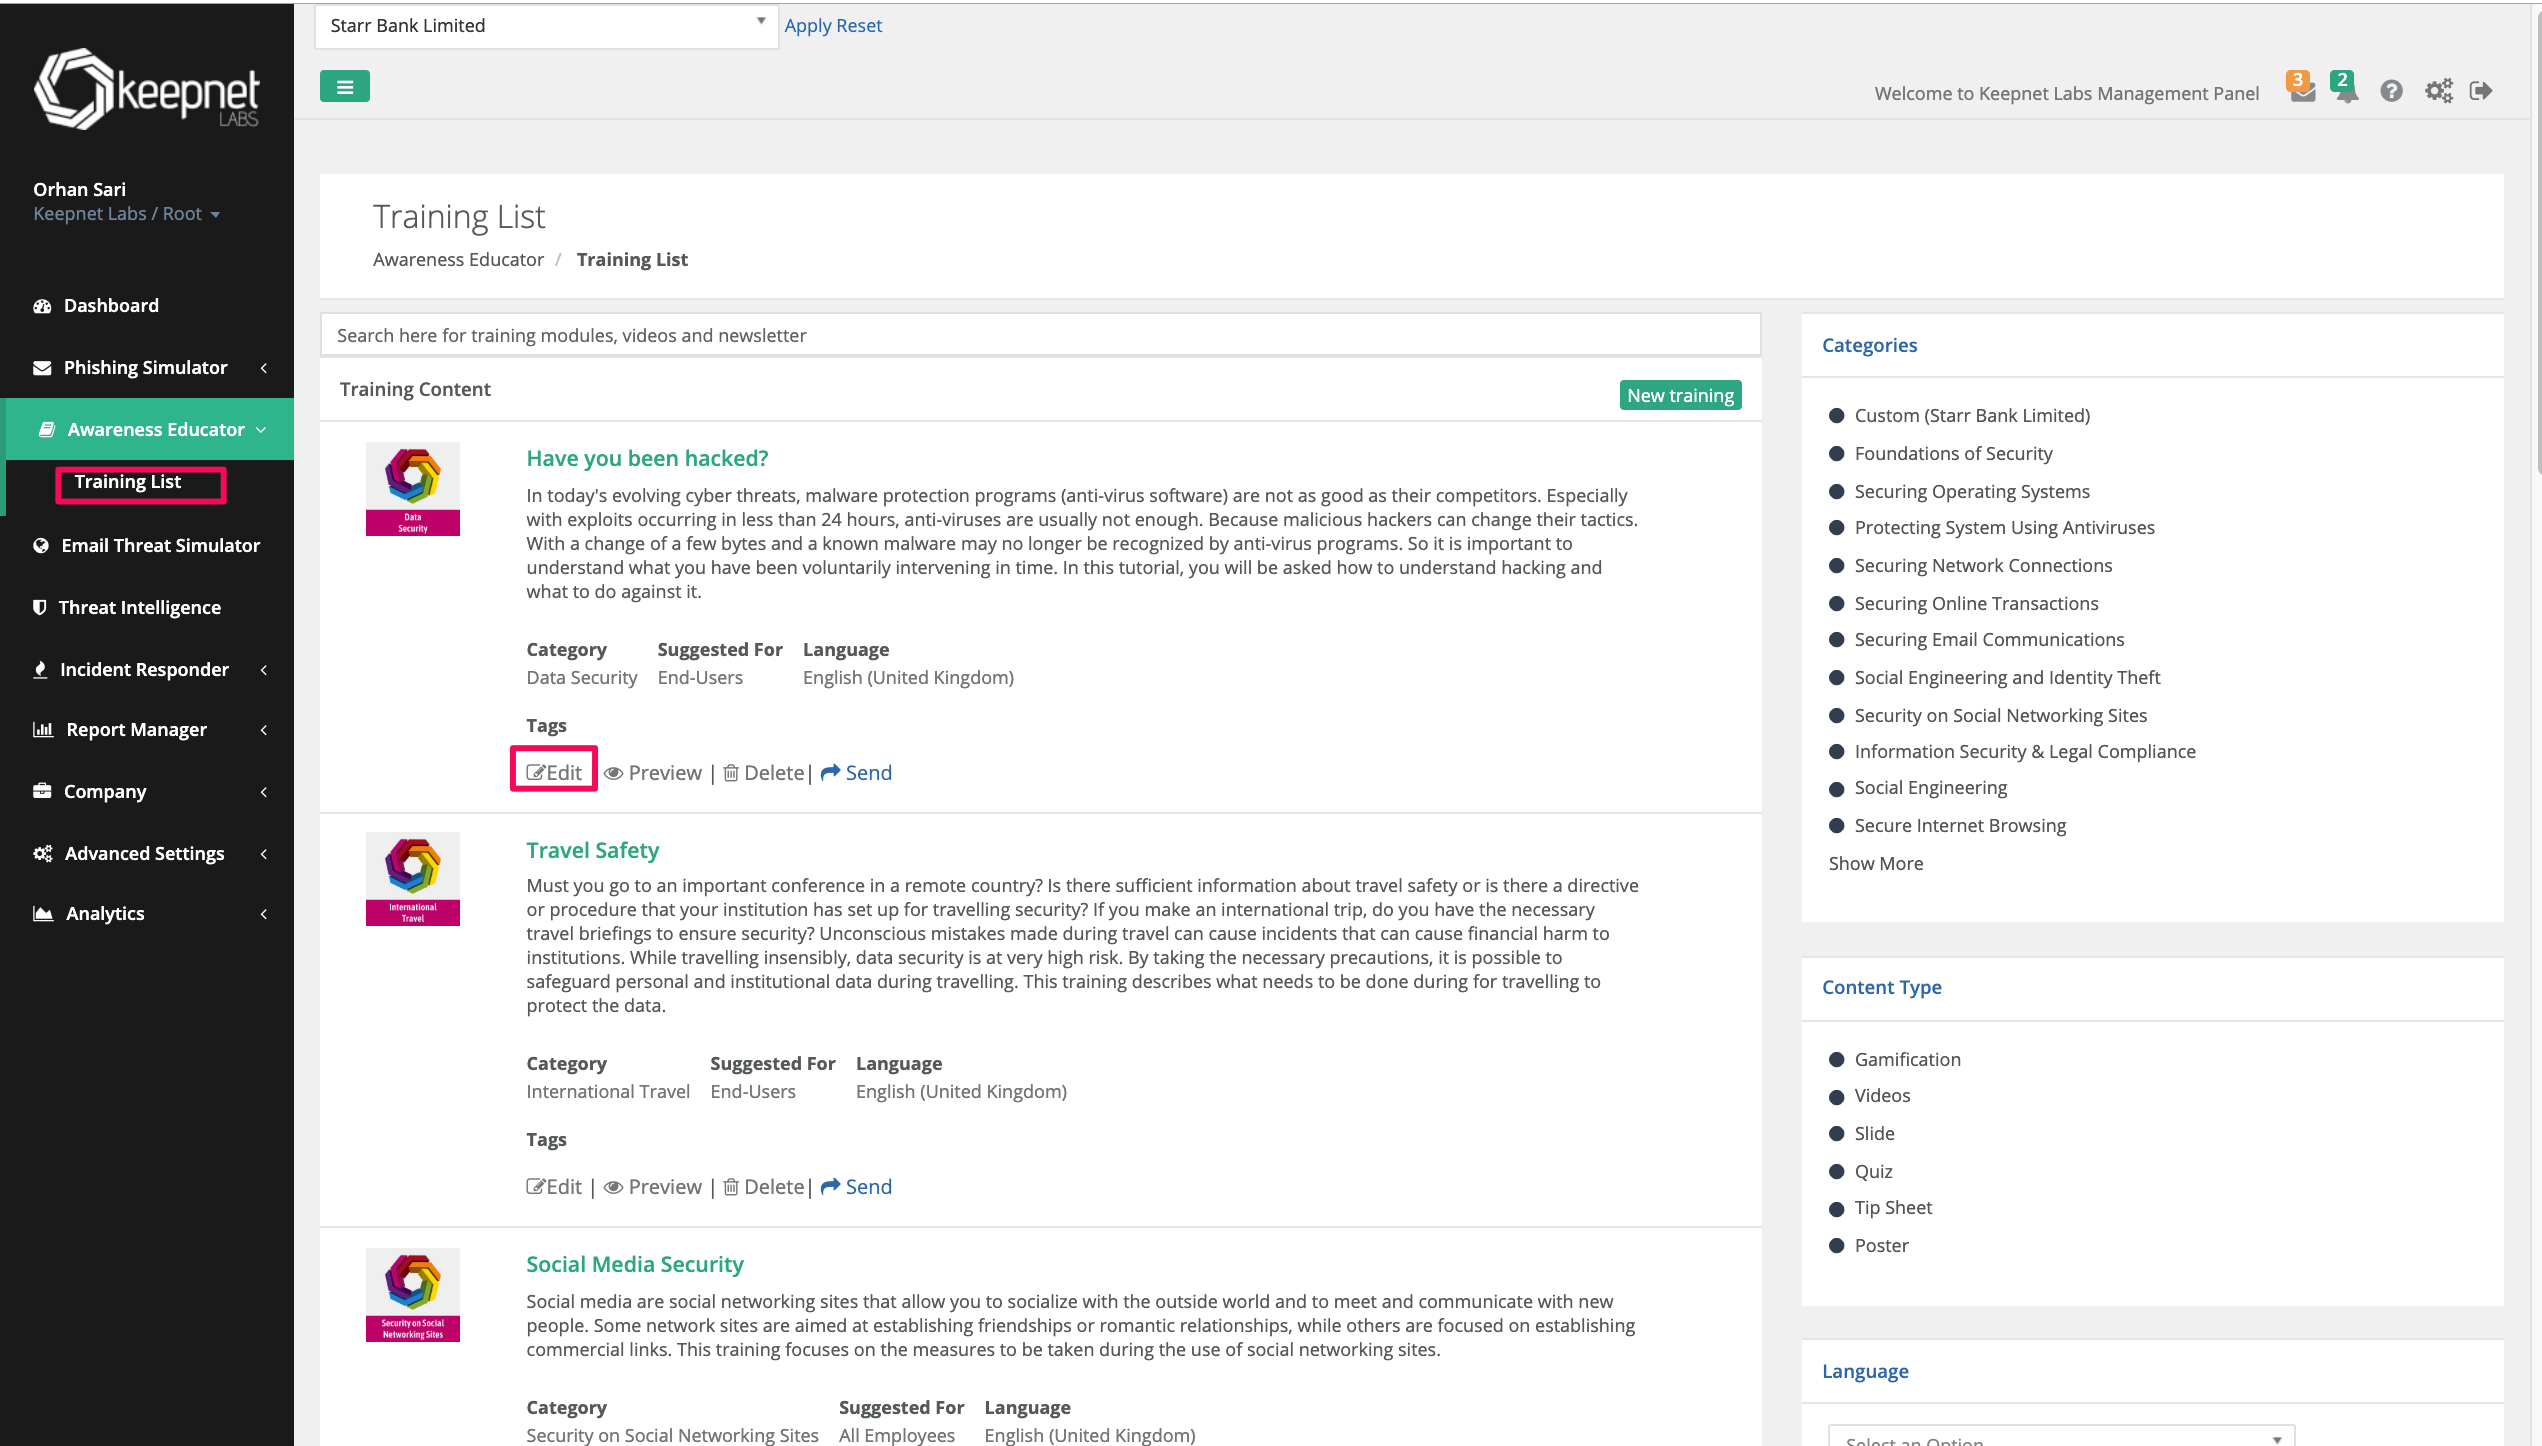 Starr Bank Limited
Apply Reset
keepnet
LABS
Welcome to Keepnet Labs Management Panel
3
2
Orhan Sari
Keepnet Labs / Root
Dashboard
Phishing Simulator
Awareness Educator
Training List
Email Threat Simulator
Threat Intelligence
Incident Responder
Report Manager
Company
Advanced Settings
Analytics
Training List
Awareness Educator / Training List
Search here for training modules, videos and newsletter
Training Content
New training
Data
Security
Have you been hacked?
In today's evolving cyber threats, malware protection programs (anti-virus software) are not as good as their competitors. Especially
with exploits occurring in less than 24 hours, anti-viruses are usually not enough. Because malicious hackers can change their tactics.
With a change of a few bytes and a known malware may no longer be recognized by anti-virus programs. So it is important to
understand what you have been voluntarily intervening in time. In this tutorial, you will be asked how to understand hacking and
what to do against it.
Category Suggested For Language
Data Security End-Users English (United Kingdom)
Tags
Edit Preview | Delete | Send
International
Travel
Travel Safety
Must you go to an important conference in a remote country? Is there sufficient information about travel safety or is there a directive
or procedure that your institution has set up for travelling security? If you make an international trip, do you have the necessary
travel briefings to ensure security? Unconscious mistakes made during travel can cause incidents that can cause financial harm to
institutions. While travelling insensibly, data security is at very high risk. By taking the necessary precautions, it is possible to
safeguard personal and institutional data during travelling. This training describes what needs to be done during for travelling to
protect the data.
Category Suggested For Language
International Travel End-Users English (United Kingdom)
Tags
Edit | Preview | Delete | Send
Security on Social
Networking Sites
Social Media Security
Social media are social networking sites that allow you to socialize with the outside world and to meet and communicate with new
people. Some network sites are aimed at establishing friendships or romantic relationships, while others are focused on establishing
commercial links. This training focuses on the measures to be taken during the use of social networking sites.
Category Suggested For Language
Security on Social Networking Sites All Employees English (United Kingdom)
Categories
Custom (Starr Bank Limited)
Foundations of Security
Securing Operating Systems
Protecting System Using Antiviruses
Securing Network Connections
Securing Online Transactions
Securing Email Communications
Social Engineering and Identity Theft
Security on Social Networking Sites
Information Security & Legal Compliance
Social Engineering
Secure Internet Browsing
Show More
Content Type
Gamification
Videos
Slide
Quiz
Tip Sheet
Poster
Language
Select an Option